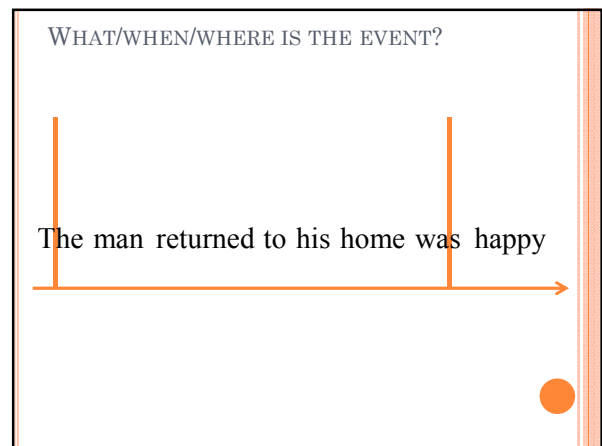 WHAT/WHEN/WHERE IS THE EVENT?
The man returned to his home was happy